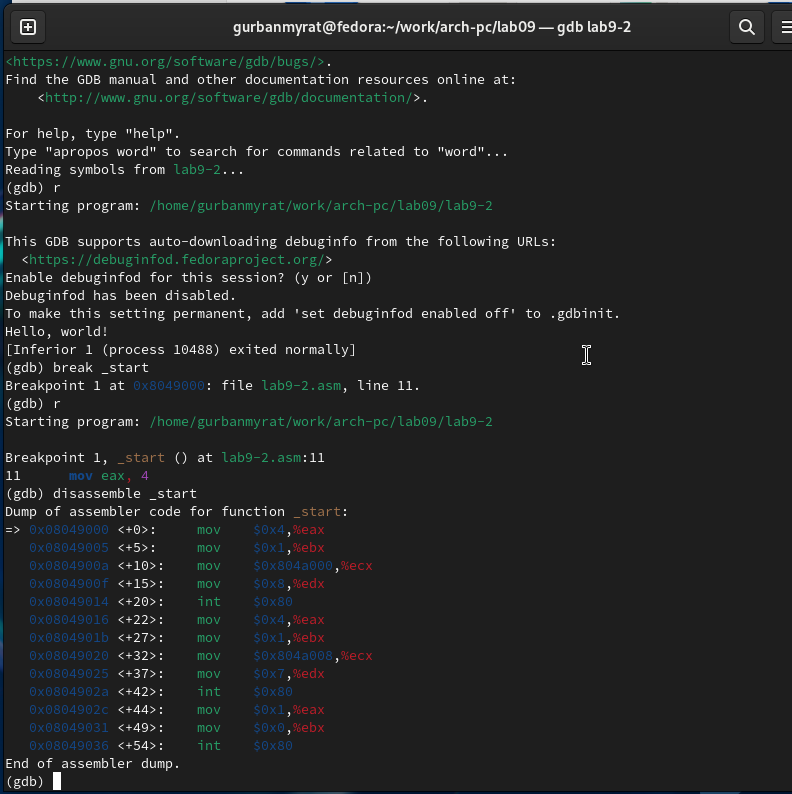 gurbanmyrat@fedora:~/work/arch-pc/lab09 — gdb lab9-2
<https://www.gnu.org/software/gdb/bugs/>.
Find the GDB manual and other documentation resources online at:
    <http://www.gnu.org/software/gdb/documentation/>.

For help, type "help".
Type "apropos word" to search for commands related to "word"...
Reading symbols from lab9-2...
(gdb) r
Starting program: /home/gurbanmyrat/work/arch-pc/lab09/lab9-2

This GDB supports auto-downloading debuginfo from the following URLs:
  <https://debuginfod.fedoraproject.org/>
Enable debuginfod for this session? (y or [n])
Debuginfod has been disabled.
To make this setting permanent, add 'set debuginfod enabled off' to .gdbinit.
Hello, world!
[Inferior 1 (process 10488) exited normally]
(gdb) break _start
Breakpoint 1 at 0x8049000: file lab9-2.asm, line 11.
(gdb) r
Starting program: /home/gurbanmyrat/work/arch-pc/lab09/lab9-2

Breakpoint 1, _start () at lab9-2.asm:11
11      mov eax, 4
(gdb) disassemble _start
Dump of assembler code for function _start:
=> 0x08049000 <+0>:     mov    $0x4,%eax
   0x08049005 <+5>:     mov    $0x1,%ebx
   0x0804900a <+10>:    mov    $0x804a000,%ecx
   0x0804900f <+15>:    mov    $0x8,%edx
   0x08049014 <+20>:    int    $0x80
   0x08049016 <+22>:    mov    $0x4,%eax
   0x0804901b <+27>:    mov    $0x1,%ebx
   0x08049020 <+32>:    mov    $0x804a008,%ecx
   0x08049025 <+37>:    mov    $0x7,%edx
   0x0804902a <+42>:    int    $0x80
   0x0804902c <+44>:    mov    $0x1,%eax
   0x08049031 <+49>:    mov    $0x0,%ebx
   0x08049036 <+54>:    int    $0x80
End of assembler dump.
(gdb)